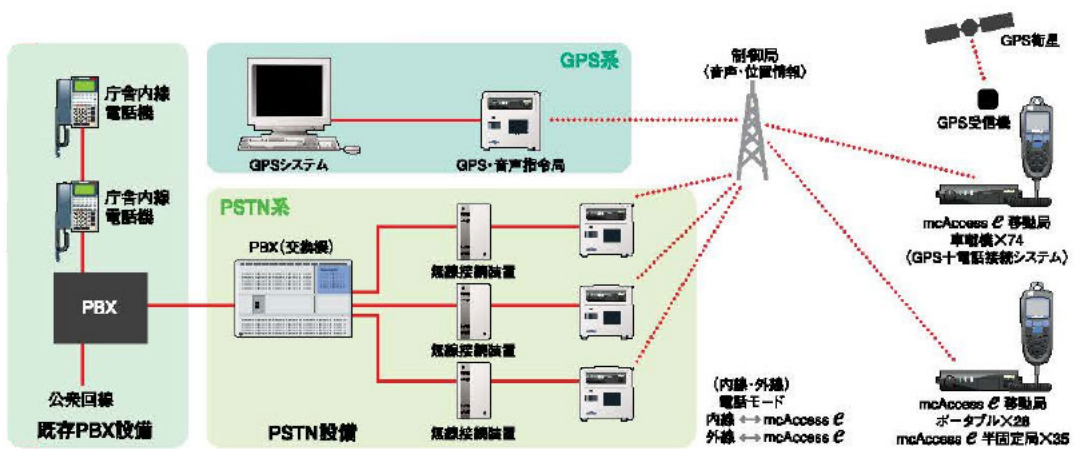 庁舎内線
電話機
庁舎内線
電話機
PBX
公衆回線
既存PBX設備
GPS系
GPSシステム
GPS・音声指令局
PSTN系
PBX(交換機)
無線接続装置
無線接続装置
無線接続装置
PSTN設備
制御局
(音声・位置情報)
GPS衛星
GPS受信機
mcAccess e 移動局
車載機×74
(GPS＋電話接続システム)
(内線・外線)
電話モード
内線 ↔ mcAccess e
外線 ↔ mcAccess e
mcAccess e 移動局
ポータブル×26
mcAccess e 半固定局×35